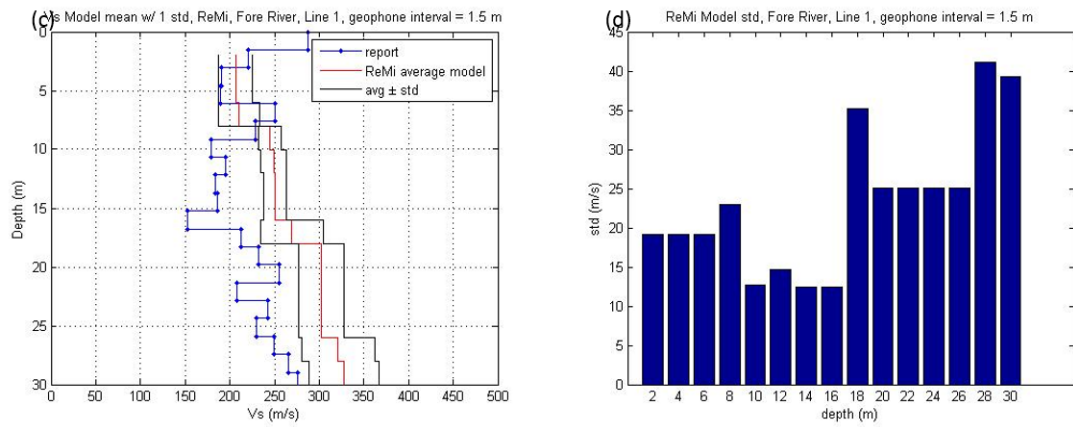 (c)
Vs Model mean w/ 1 std, ReMi, Fore River, Line 1, geophone interval = 1.5 m
report
ReMi average model
avg ± std
0
5
10
15
20
25
30
Depth (m)
0 50 100 150 200 250 300 350 400 450 500
Vs (m/s)
(d)
ReMi Model std, Fore River, Line 1, geophone interval = 1.5 m
45
40
35
30
25
20
15
10
5
0
std (m/s)
2 4 6 8 10 12 14 16 18 20 22 24 26 28 30
depth (m)